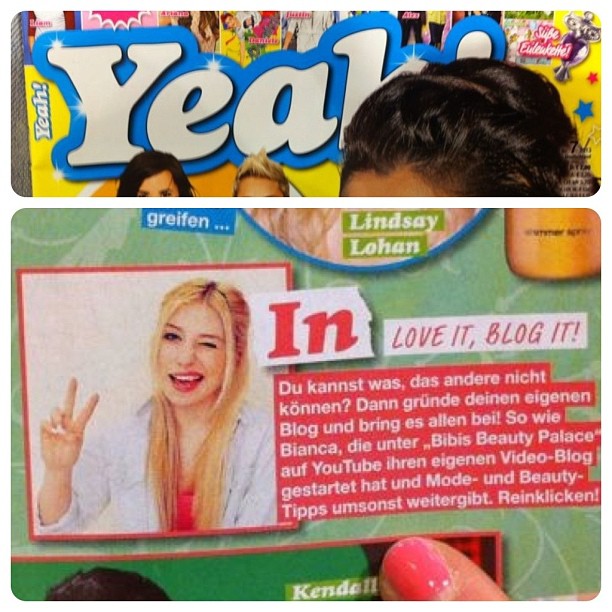 Süße
Eulenkette!
Yeah!
Yeah!
greifen ...
Lindsay
Lohan
shimmer spray
In
LOVE IT, BLOG IT!
Du kannst was, das andere nicht
können? Dann gründe deinen eigenen
Blog und bring es allen bei! So wie
Bianca, die unter „Bibis Beauty Palace“
auf YouTube ihren eigenen Video-Blog
gestartet hat und Mode- und Beauty-
Tipps umsonst weitergibt. Reinklicken!
Kendall